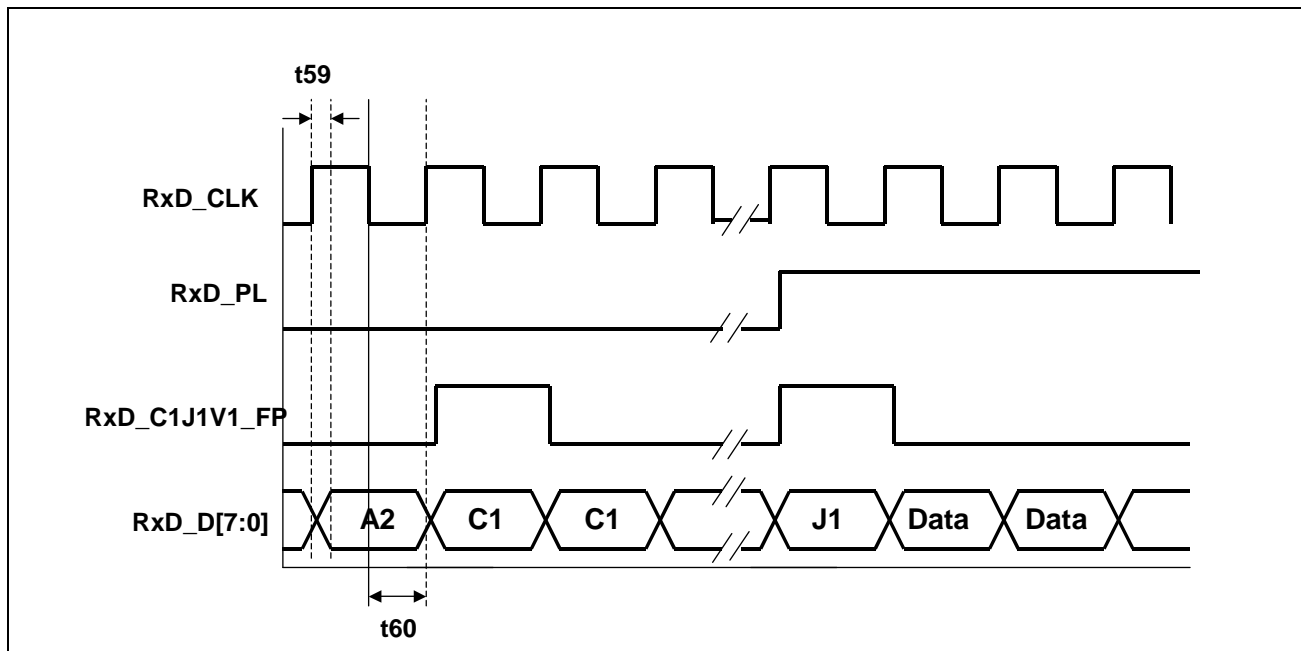 t59
RxD_CLK
RxD_PL
RxD_C1J1V1_FP
RxD_D[7:0]
A2 C1 C1 J1 Data Data
t60